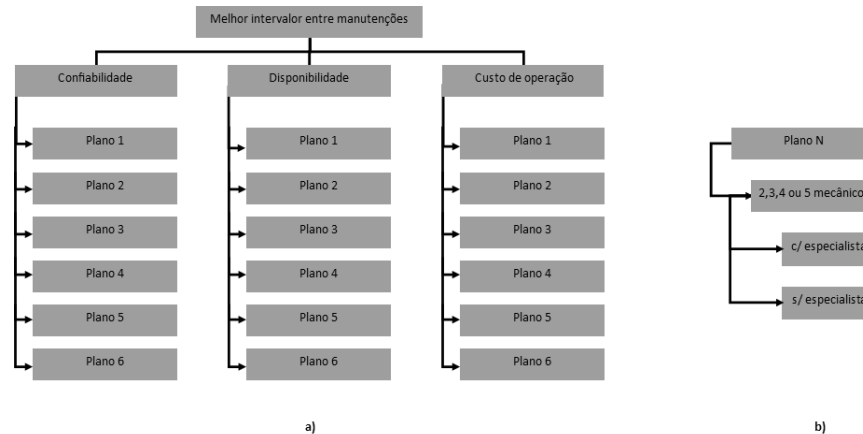 Melhor intervalor entre manutenções
Confiabilidade
Disponibilidade
Custo de operação
Plano 1
Plano 1
Plano 1
Plano 2
Plano 2
Plano 2
Plano 3
Plano 3
Plano 3
Plano 4
Plano 4
Plano 4
Plano 5
Plano 5
Plano 5
Plano 6
Plano 6
Plano 6
a)
Plano N
2,3,4 ou 5 mecânico
c/ especialista
s/ especialista
b)